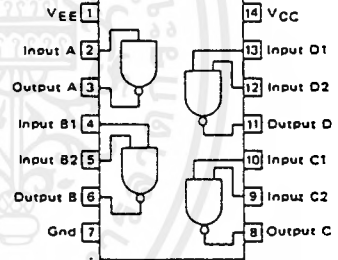 VEE 1
14 VCC
Input A 2
13 Input D1
Output A 3
12 Input D2
Input B1 4
11 Output D
Input B2 5
10 Input C1
Output B 6
9 Input C2
Gnd 7
8 Output C